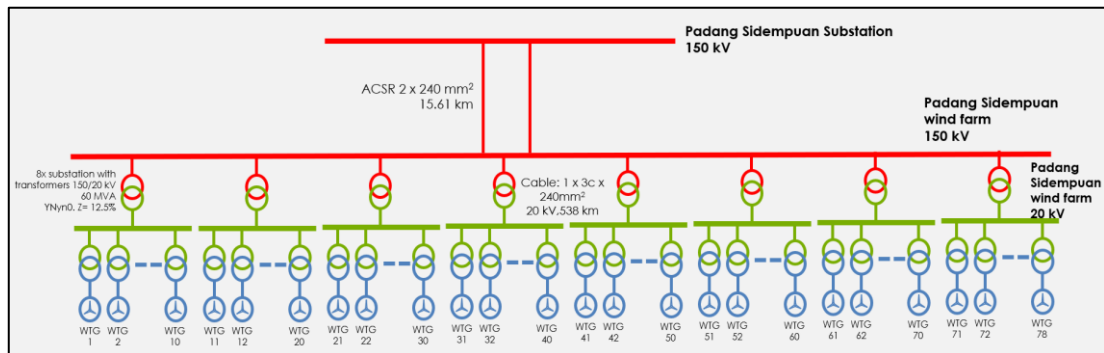 Padang Sidempuan Substation
150 kV
ACSR 2 x 240 mm²
15.61 km
Padang Sidempuan
wind farm
150 kV
8x substation with
transformers 150/20 kV
60 MVA
YNyn0, Z= 12.5%
Cable: 1 x 3c x
240mm²
20 kV,538 km
Padang
Sidempuan
wind farm
20 kV
WTG
1
WTG
2
WTG
10
WTG
11
WTG
12
WTG
20
WTG
21
WTG
22
WTG
30
WTG
31
WTG
32
WTG
40
WTG
41
WTG
42
WTG
50
WTG
51
WTG
52
WTG
60
WTG
61
WTG
62
WTG
70
WTG
71
WTG
72
WTG
78